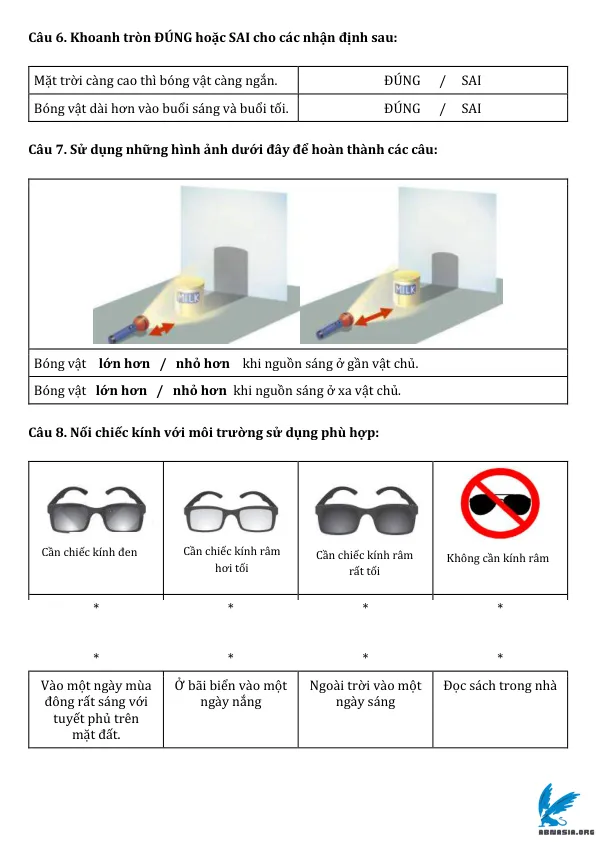 Câu 6. Khoanh tròn ĐÚNG hoặc SAI cho các nhận định sau:
Mặt trời càng cao thì bóng vật càng ngắn. ĐÚNG / SAI
Bóng vật dài hơn vào buổi sáng và buổi tối. ĐÚNG / SAI
Câu 7. Sử dụng những hình ảnh dưới đây để hoàn thành các câu:
MILK
MILK
Bóng vật lớn hơn / nhỏ hơn khi nguồn sáng ở gần vật chủ.
Bóng vật lớn hơn / nhỏ hơn khi nguồn sáng ở xa vật chủ.
Câu 8. Nối chiếc kính với môi trường sử dụng phù hợp:
Cần chiếc kính đen
Cần chiếc kính râm
hơi tối
Cần chiếc kính râm
rất tối
Không cần kính râm
* * * *
* * * *
Vào một ngày mùa
đông rất sáng với
tuyết phủ trên
mặt đất.
Ở bãi biển vào một
ngày nắng
Ngoài trời vào một
ngày sáng
Đọc sách trong nhà
ABNASIA.ORG